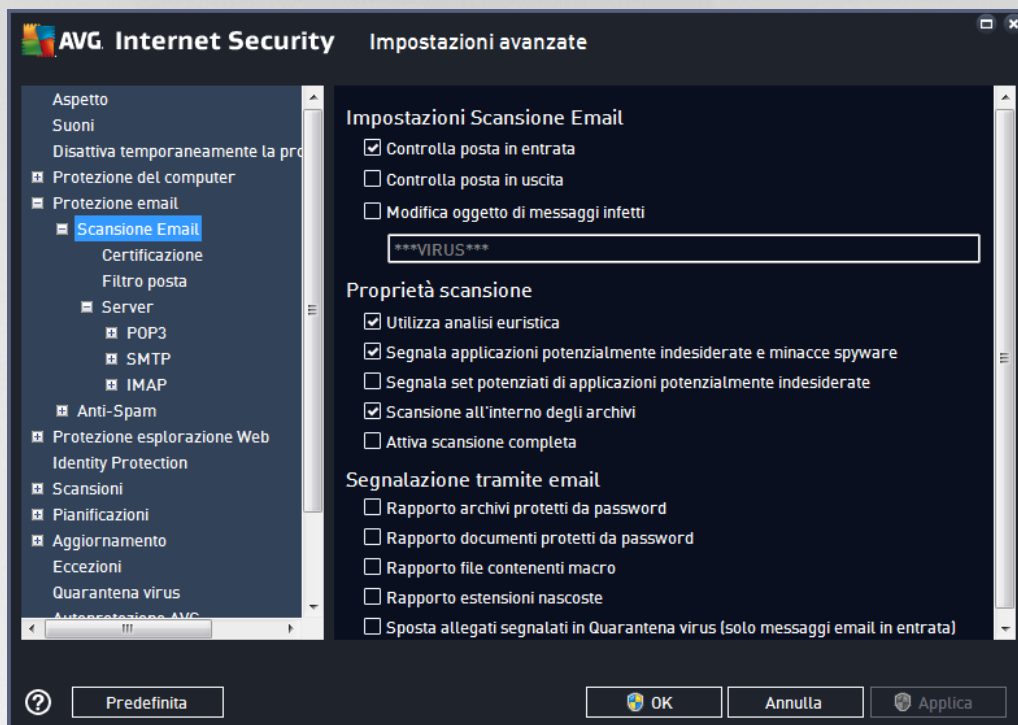 AVG. Internet Security Impostazioni avanzate
Aspetto
Suoni
Disattiva temporaneamente la pro
Protezione del computer
Protezione email
Scansione Email
Certificazione
Filtro posta
Server
POP3
SMTP
IMAP
Anti-Spam
Protezione esplorazione Web
Identity Protection
Scansioni
Pianificazioni
Aggiornamento
Eccezioni
Quarantena virus
Autoprotezione AVG
Impostazioni Scansione Email
Controlla posta in entrata
Controlla posta in uscita
Modifica oggetto di messaggi infetti
***VIRUS***
Proprietà scansione
Utilizza analisi euristica
Segnala applicazioni potenzialmente indesiderate e minacce spyware
Segnala set potenziati di applicazioni potenzialmente indesiderate
Scansione all'interno degli archivi
Attiva scansione completa
Segnalazione tramite email
Rapporto archivi protetti da password
Rapporto documenti protetti da password
Rapporto file contenenti macro
Rapporto estensioni nascoste
Sposta allegati segnalati in Quarantena virus (solo messaggi email in entrata)
Predefinita
OK
Annulla
Applica